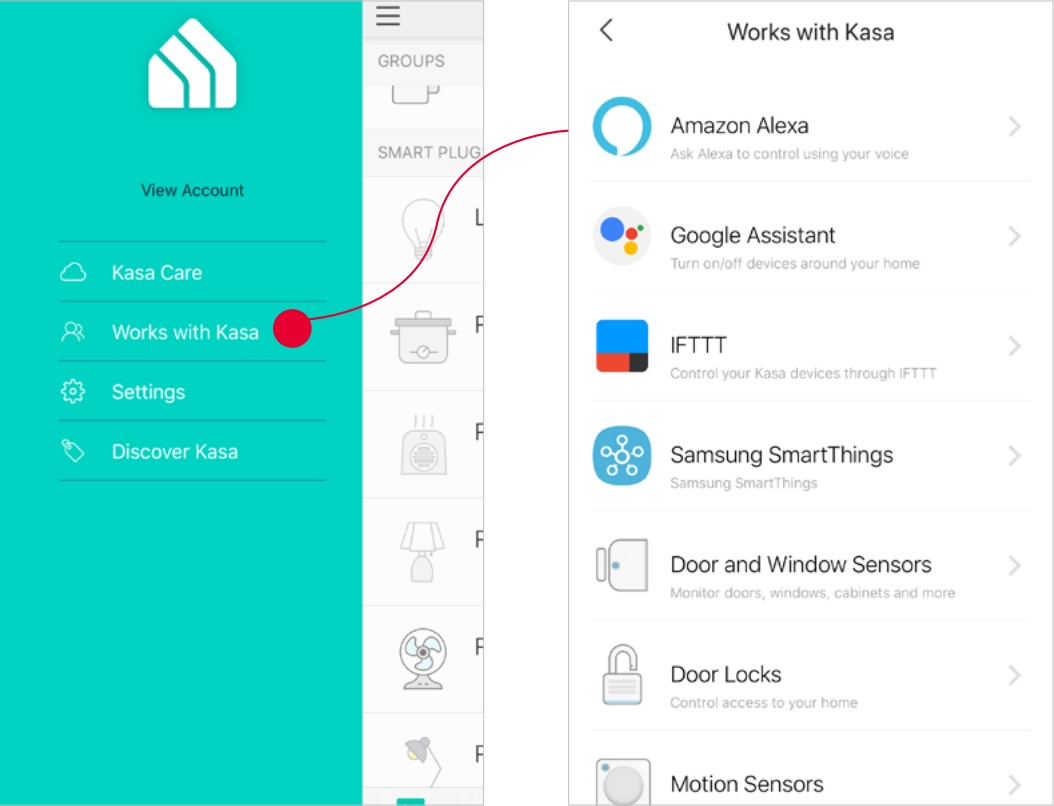 View Account
Kasa Care
Works with Kasa
Settings
Discover Kasa
GROUPS
SMART PLUG
L
F
F
F
F
F
Works with Kasa
Amazon Alexa
Ask Alexa to control using your voice
Google Assistant
Turn on/off devices around your home
IFTTT
Control your Kasa devices through IFTTT
Samsung SmartThings
Samsung SmartThings
Door and Window Sensors
Monitor doors, windows, cabinets and more
Door Locks
Control access to your home
Motion Sensors